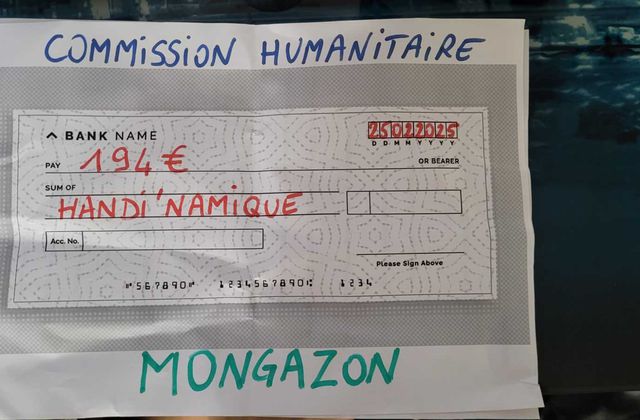 COMMISSION HUMANITAIRE
BANK NAME
25022025
DDMMYYYY
PAY 194€ OR BEARER
SUM OF
HANDI'NAMIQUE
Acc. No.
Please Sign Above
⑈567890⑈ 1234567890⑆ 1234
MONGAZON